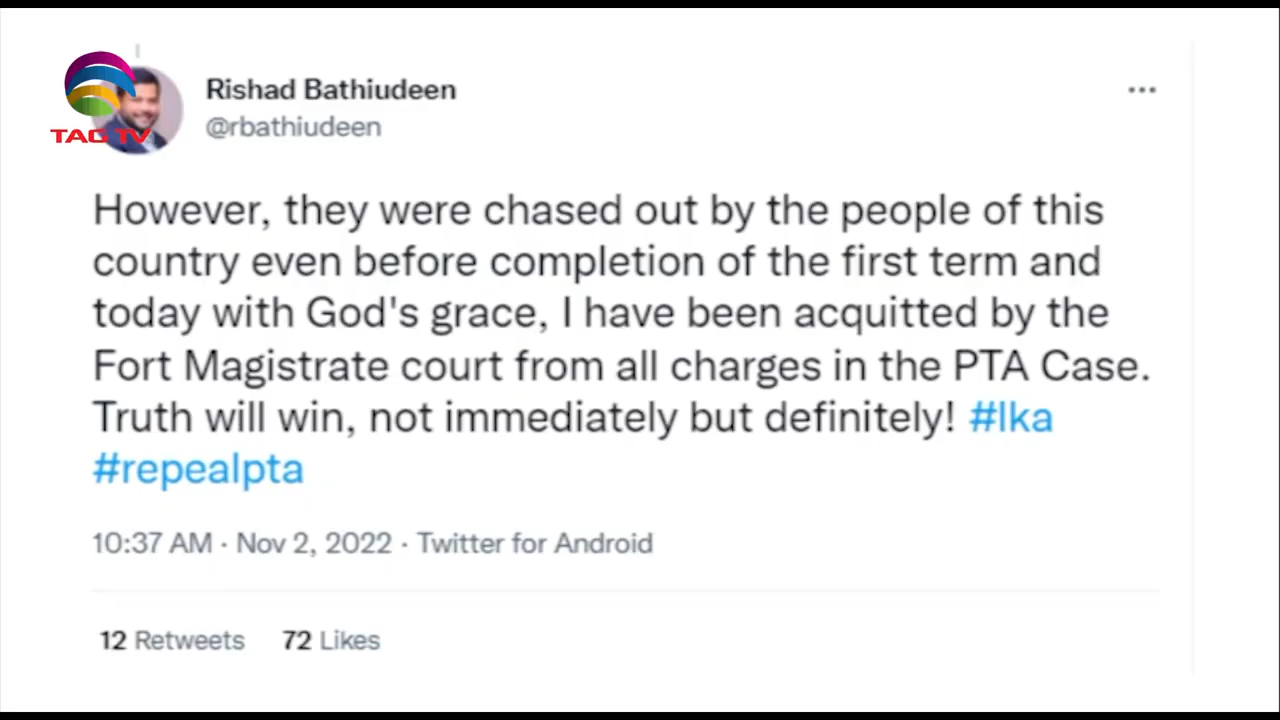 TAG TV
Rishad Bathiudeen
@rbathiudeen
However, they were chased out by the people of this
country even before completion of the first term and
today with God's grace, I have been acquitted by the
Fort Magistrate court from all charges in the PTA Case.
Truth will win, not immediately but definitely! #lka
#repealpta
10:37 AM · Nov 2, 2022 · Twitter for Android
12 Retweets 72 Likes